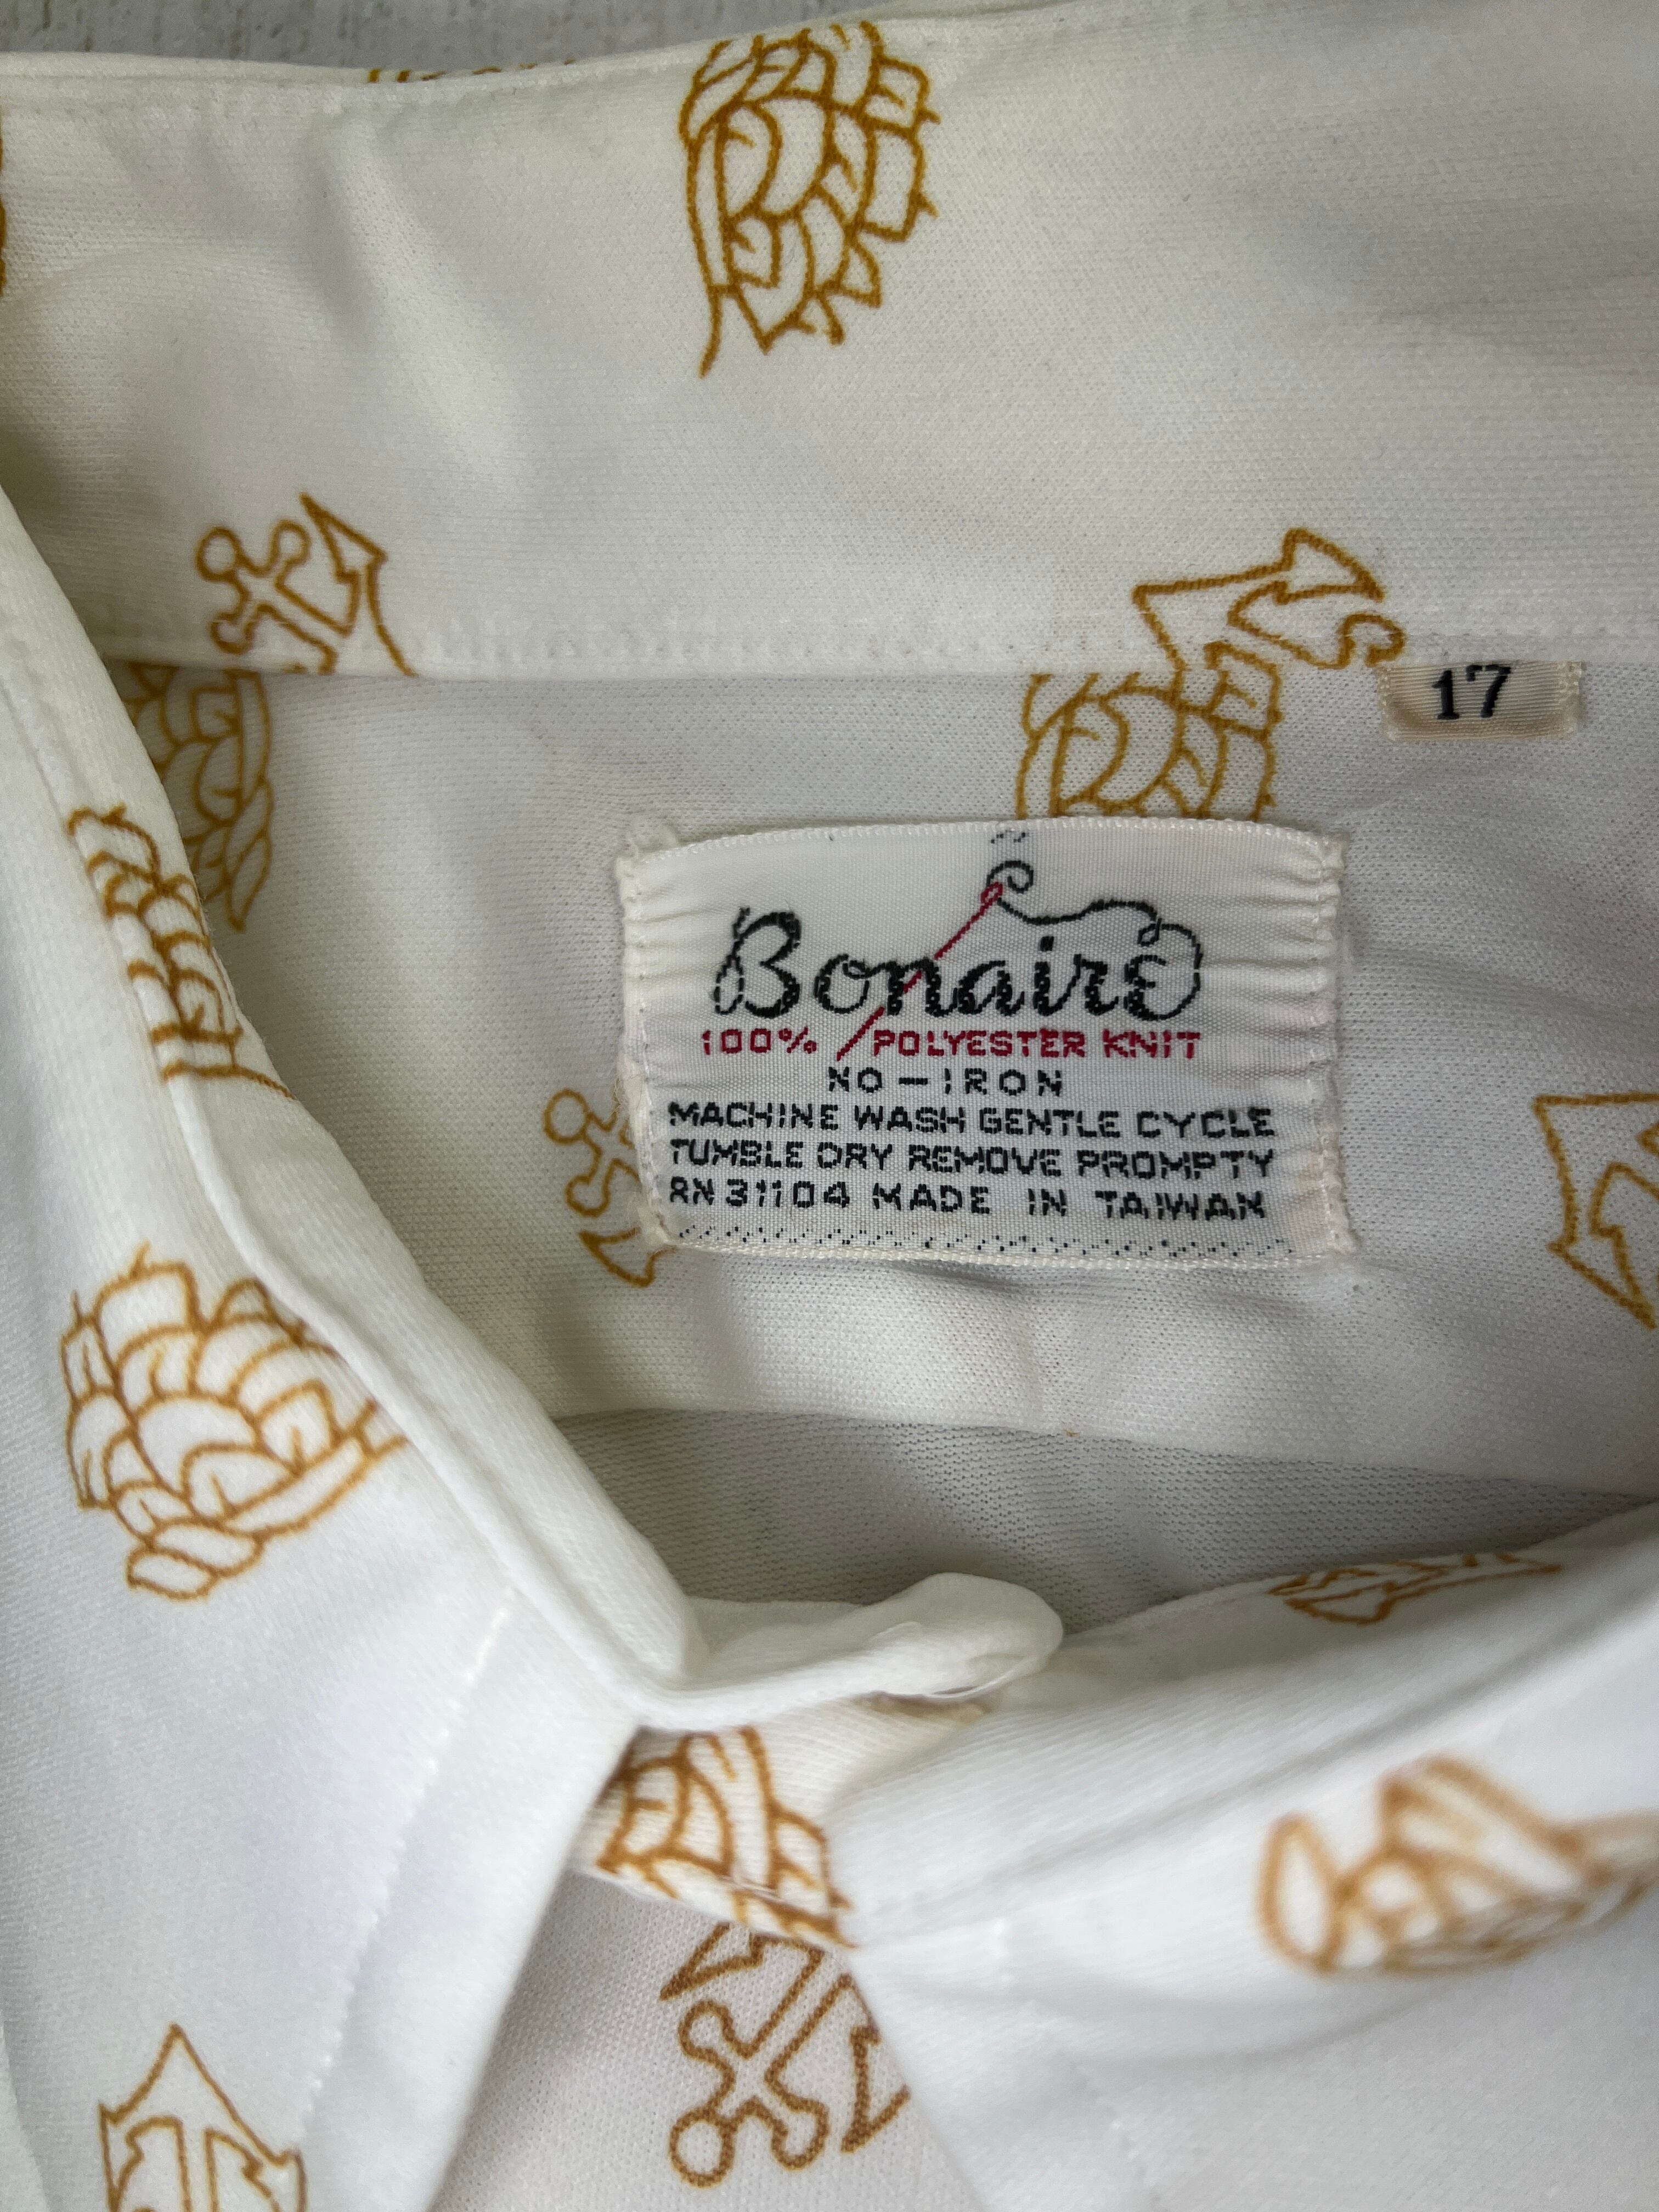 17
Bonaire
100% POLYESTER KNIT
NO-IRON
MACHINE WASH GENTLE CYCLE
TUMBLE DRY REMOVE PROMPTY
RN 31104 MADE IN TAIWAN